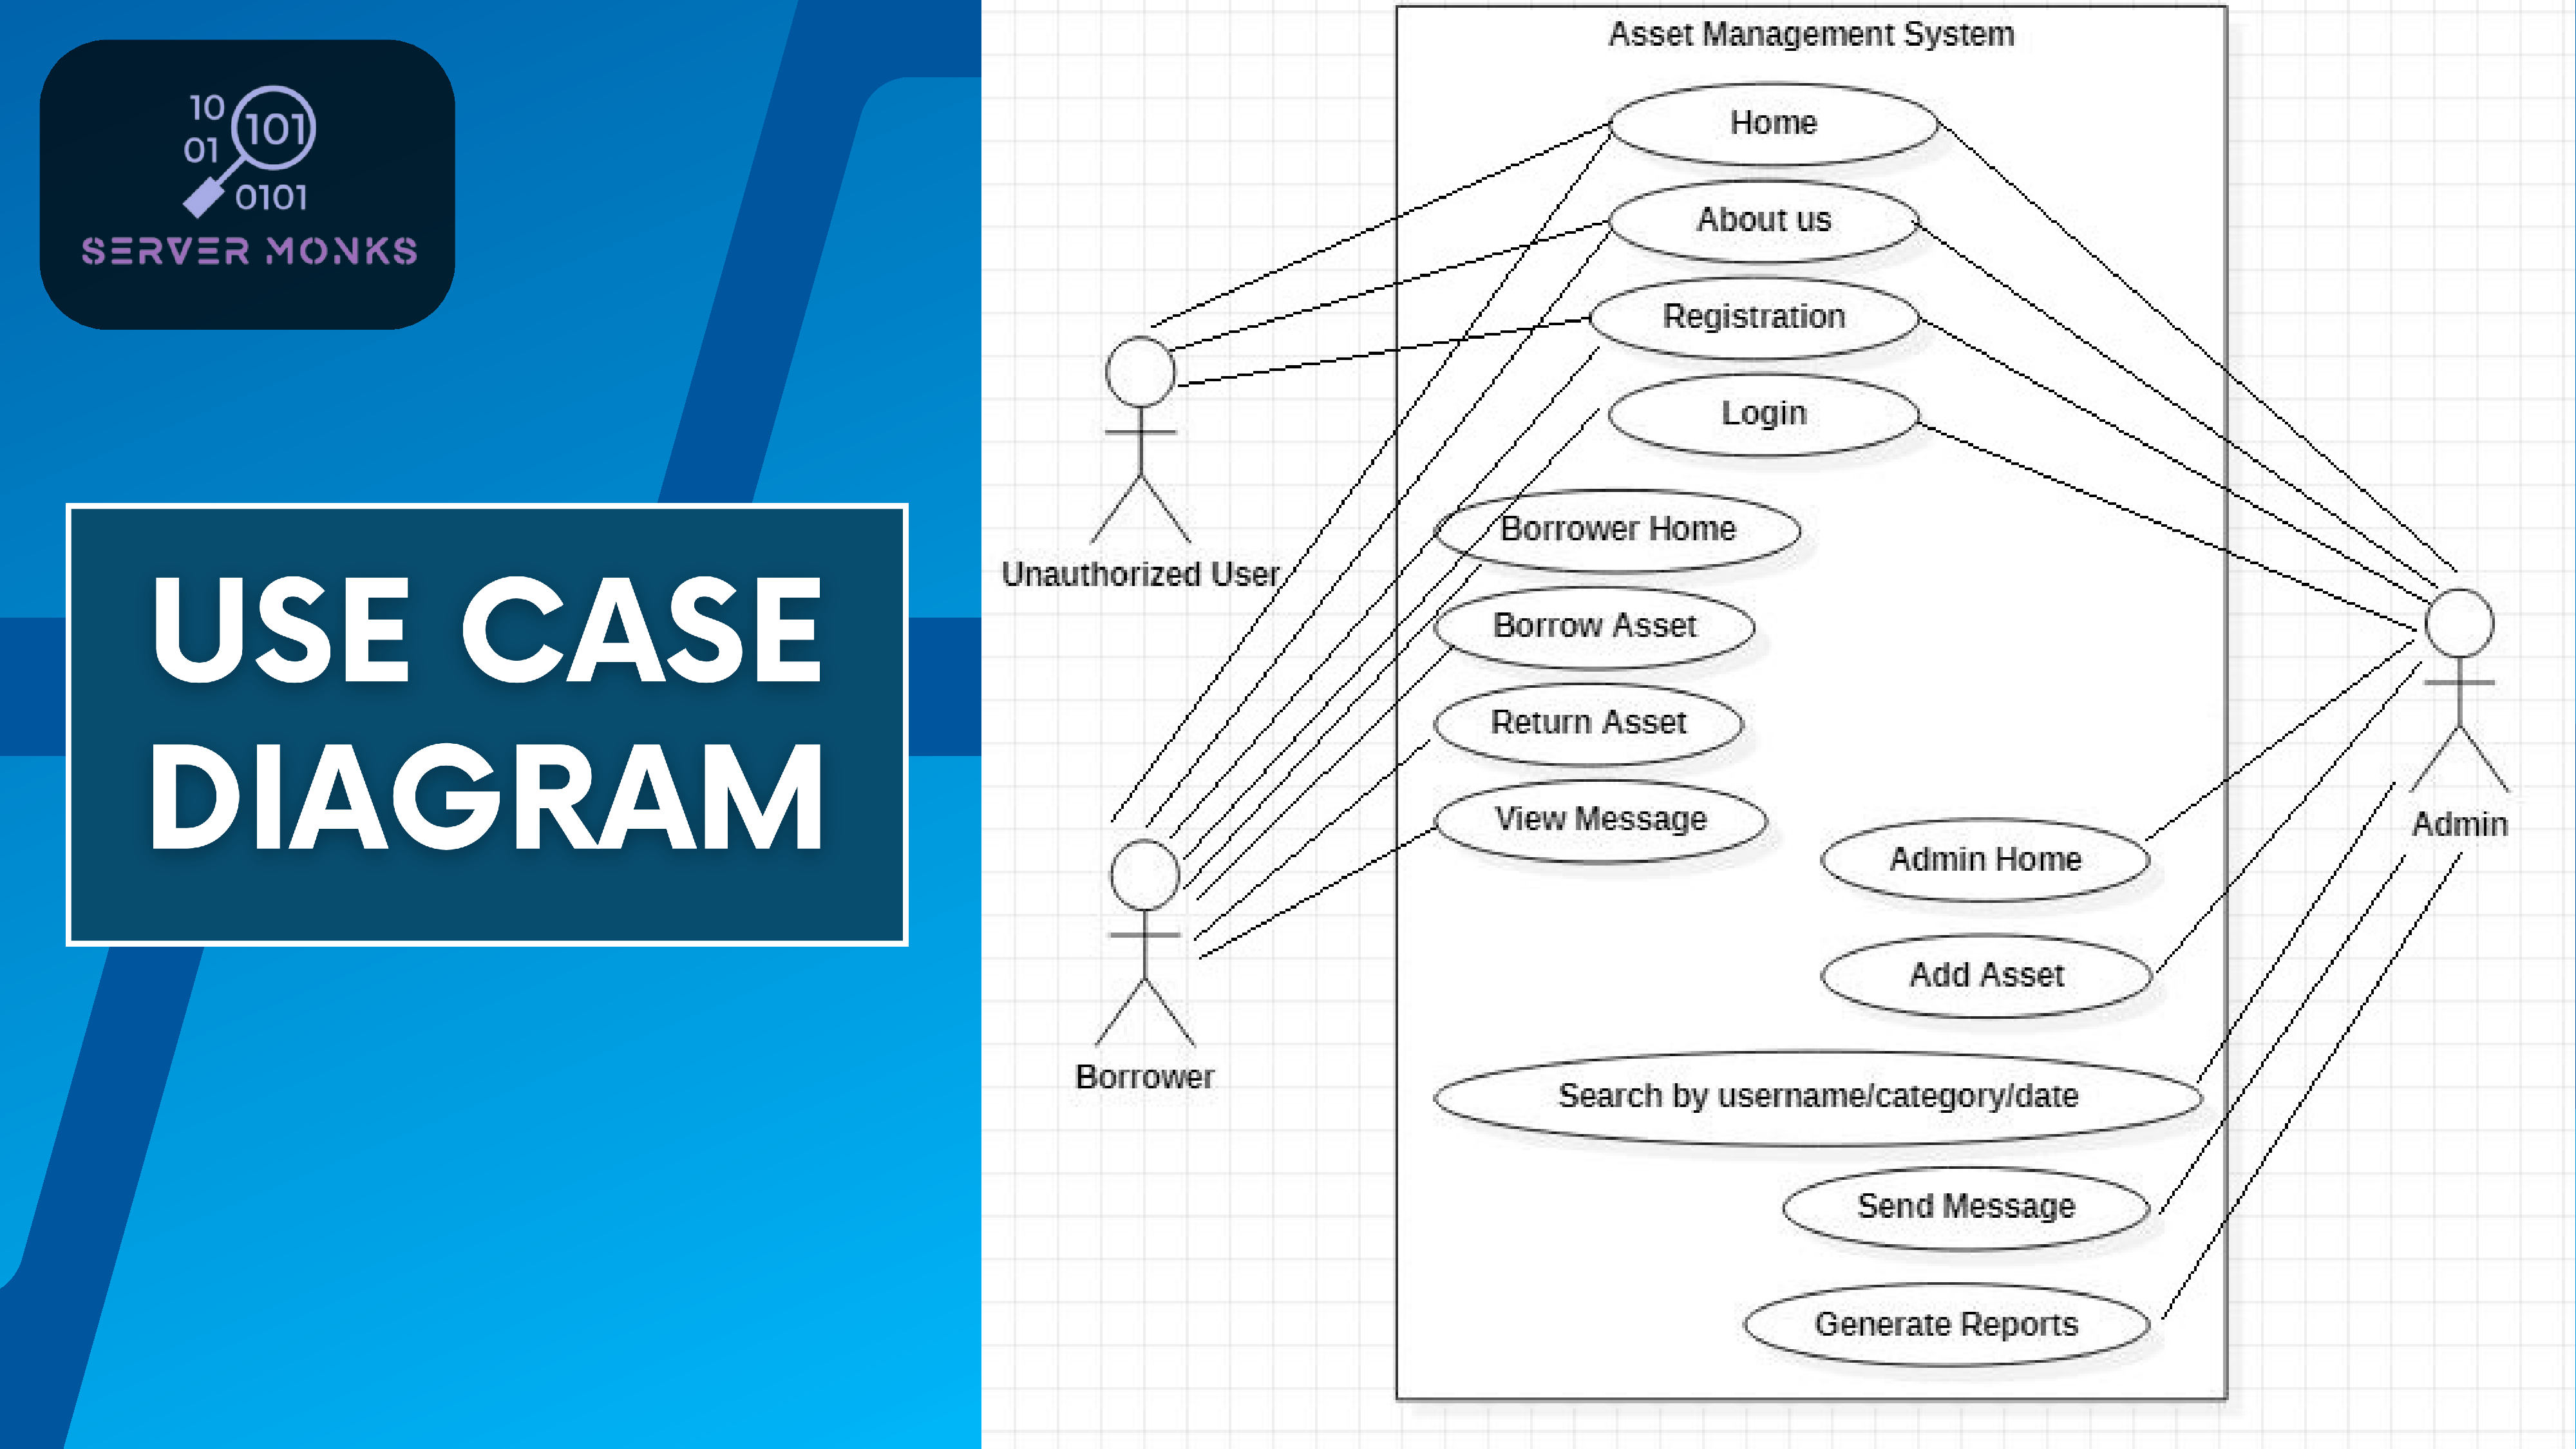 10
101
01
0101
SERVER MONKS
USE CASE
DIAGRAM
Asset Management System
Home
About us
Registration
Login
Borrower Home
Unauthorized User
Borrow Asset
Return Asset
View Message
Admin
Admin Home
Add Asset
Borrower
Search by username/category/date
Send Message
Generate Reports